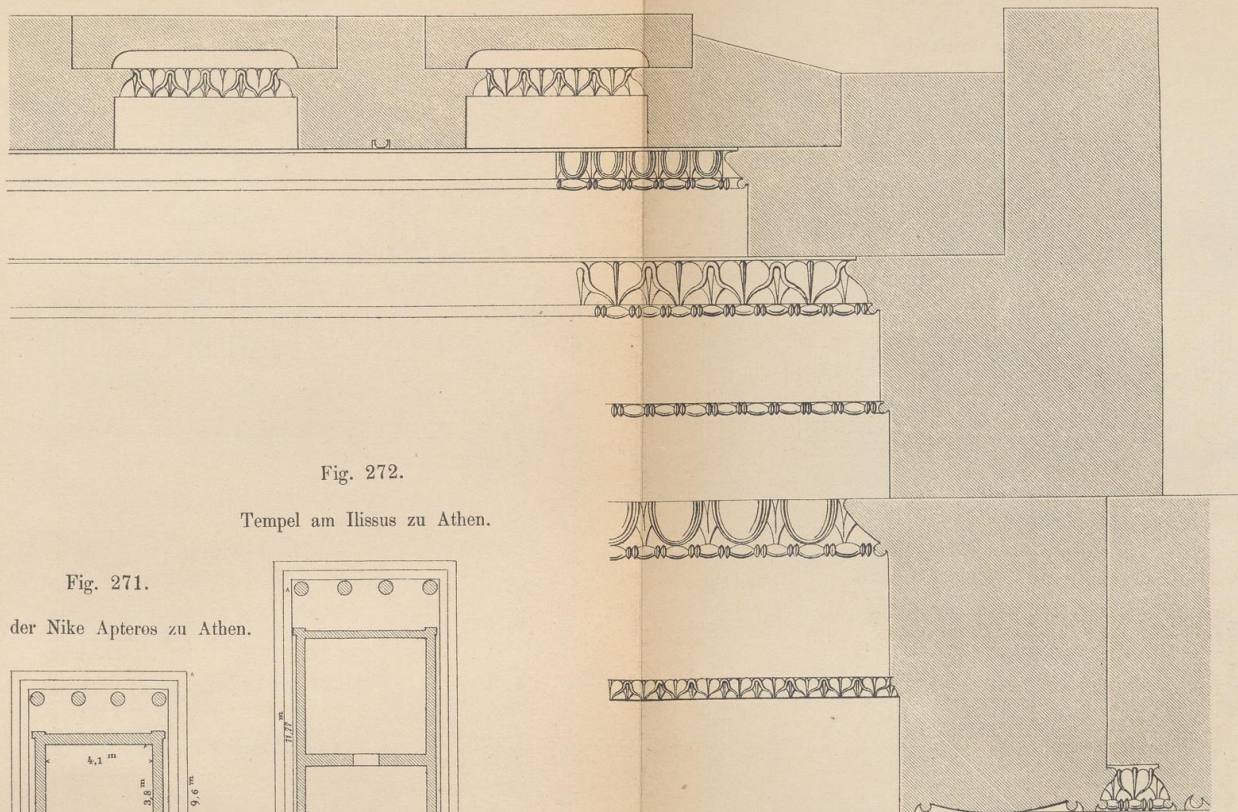 Fig. 272.
Tempel am Ilissus zu Athen.
Fig. 271.
der Nike Apteros zu Athen.
11,77 m
4,1 m
3,8 m
9,6 m